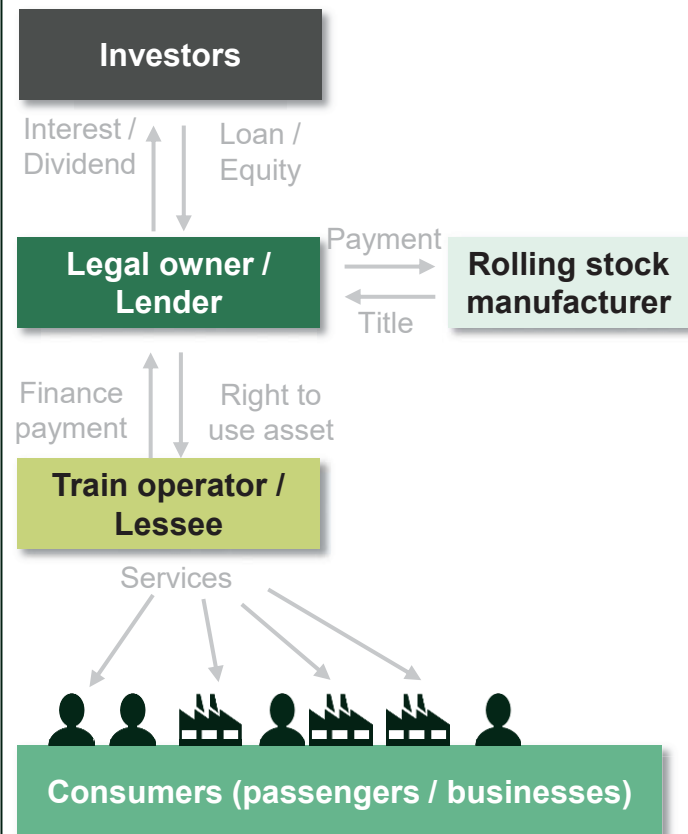 Investors
Interest /
Dividend
Loan /
Equity
Legal owner /
Lender
Payment
Title
Rolling stock
manufacturer
Finance
payment
Right to
use asset
Train operator /
Lessee
Services
Consumers (passengers / businesses)